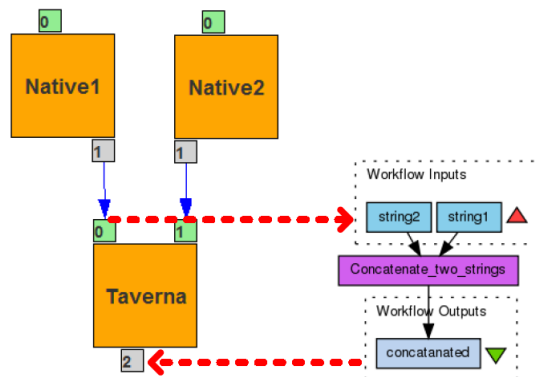 0
0
Native1
Native2
1
1
Workflow Inputs
string2
string1
0
1
Concatenate_two_strings
Taverna
Workflow Outputs
concatanated
2